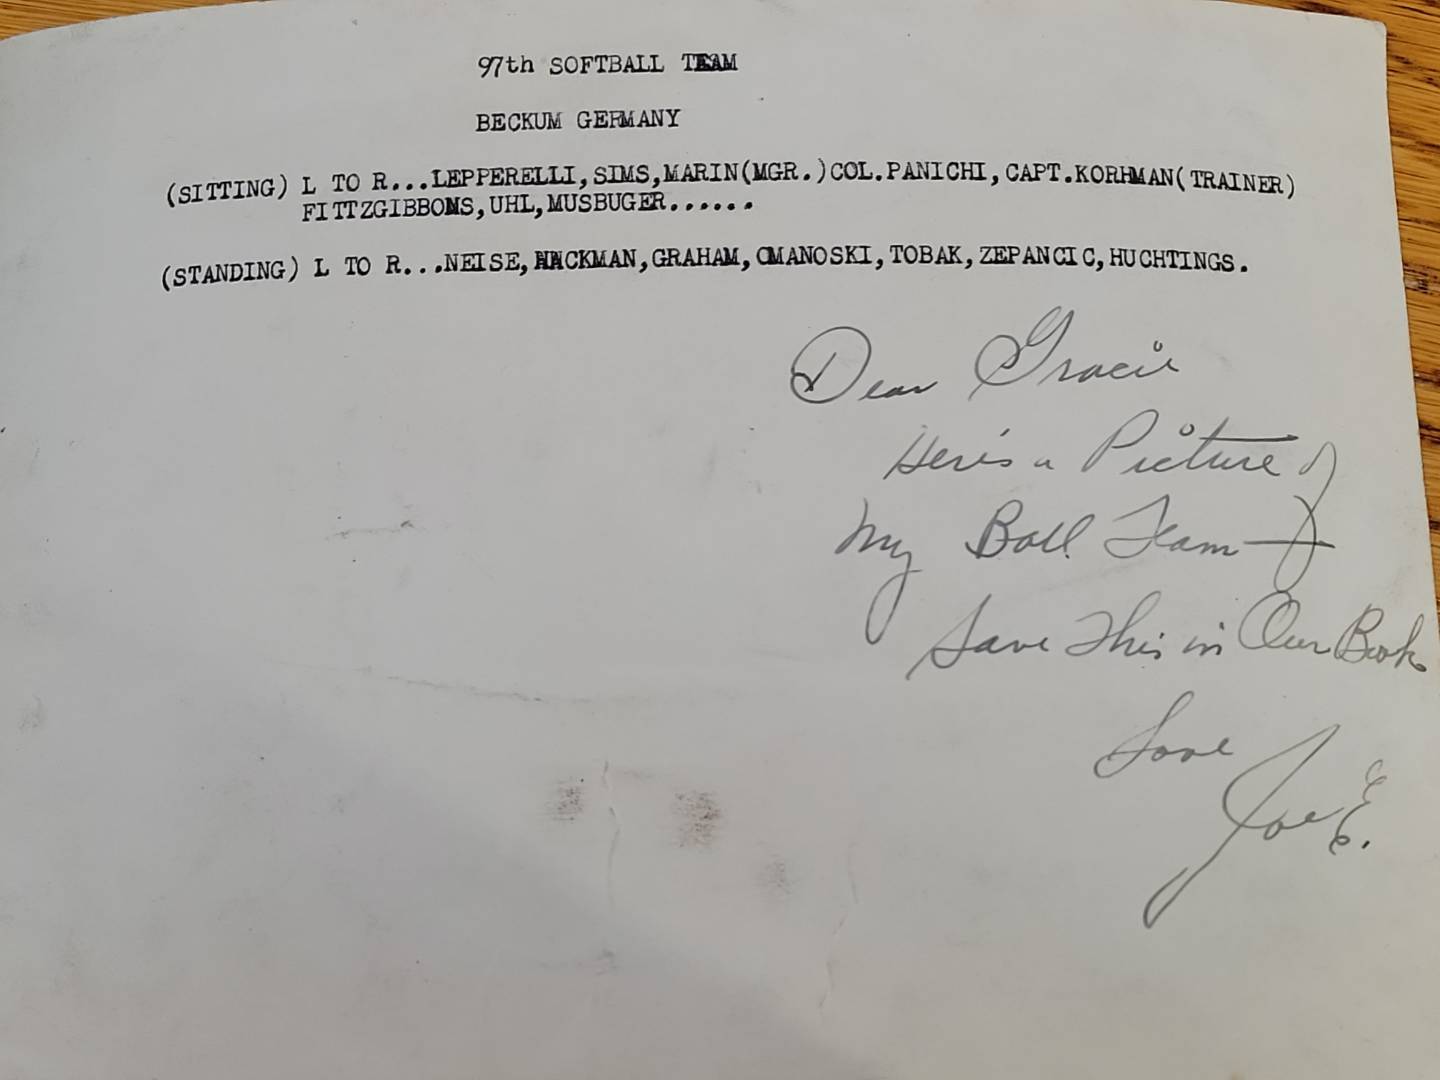 97th SOFTBALL TEAM
BECKUM GERMANY
(SITTING) L TO R...LEPPERELLI,SIMS,MARIN(MGR.)COL.PANICHI,CAPT.KORHMAN(TRAINER)
FITTZGIBBONS,UHL,MUSBUGER......
(STANDING) L TO R...NEISE,HACKMAN,GRAHAM,OMANOSKI,TOBAK,ZEPANCIC,HUCHTINGS.
Dear Gracie
Here's a Picture of
My Ball Team +
Save This in Our Book
Love
Joe E.